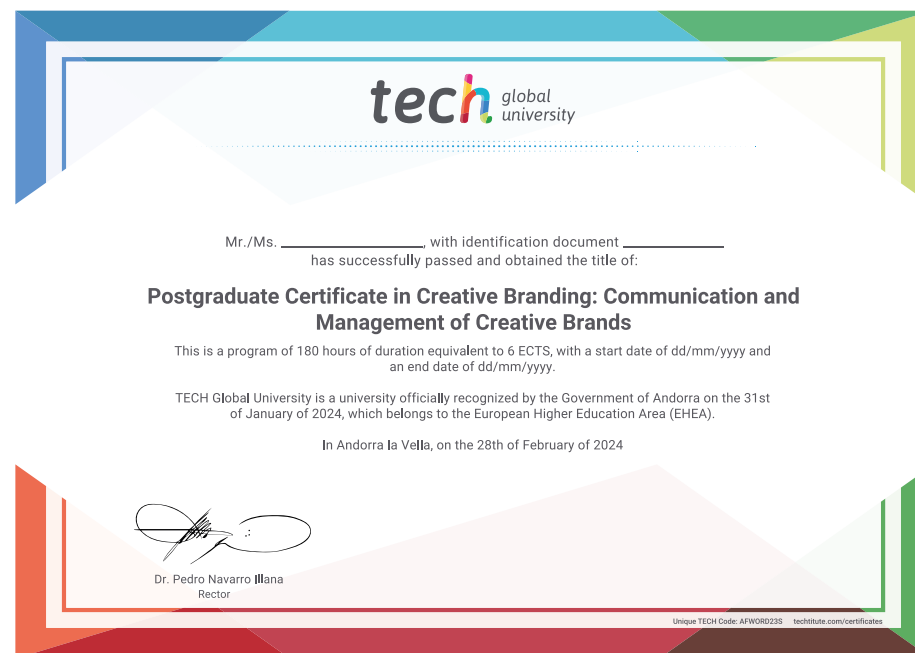 tech global
university
Mr./Ms. ____________________, with identification document ______________
has successfully passed and obtained the title of:
Postgraduate Certificate in Creative Branding: Communication and
Management of Creative Brands
This is a program of 180 hours of duration equivalent to 6 ECTS, with a start date of dd/mm/yyyy and
an end date of dd/mm/yyyy.
TECH Global University is a university officially recognized by the Government of Andorra on the 31st
of January of 2024, which belongs to the European Higher Education Area (EHEA).
In Andorra la Vella, on the 28th of February of 2024
Dr. Pedro Navarro Illana
Rector
Unique TECH Code: AFWORD23S techtitute.com/certificates